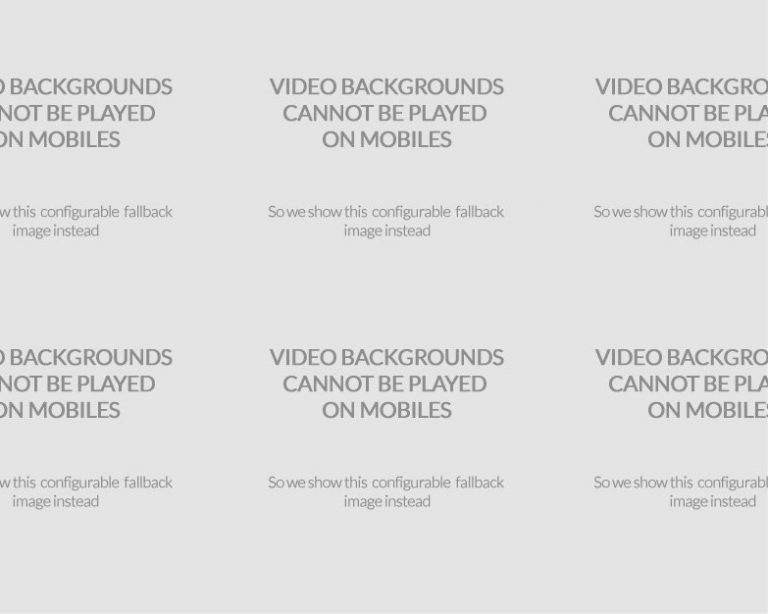 O BACKGROUNDS
NOT BE PLAYED
ON MOBILES
w this configurable fallback
image instead
VIDEO BACKGROUNDS
CANNOT BE PLAYED
ON MOBILES
So we show this configurable fallback
image instead
VIDEO BACKGRO
CANNOT BE PLA
ON MOBILES
So we show this configurabl
image instead
O BACKGROUNDS
NOT BE PLAYED
ON MOBILES
w this configurable fallback
image instead
VIDEO BACKGROUNDS
CANNOT BE PLAYED
ON MOBILES
So we show this configurable fallback
image instead
VIDEO BACKGRO
CANNOT BE PLA
ON MOBILES
So we show this configurabl
image instead